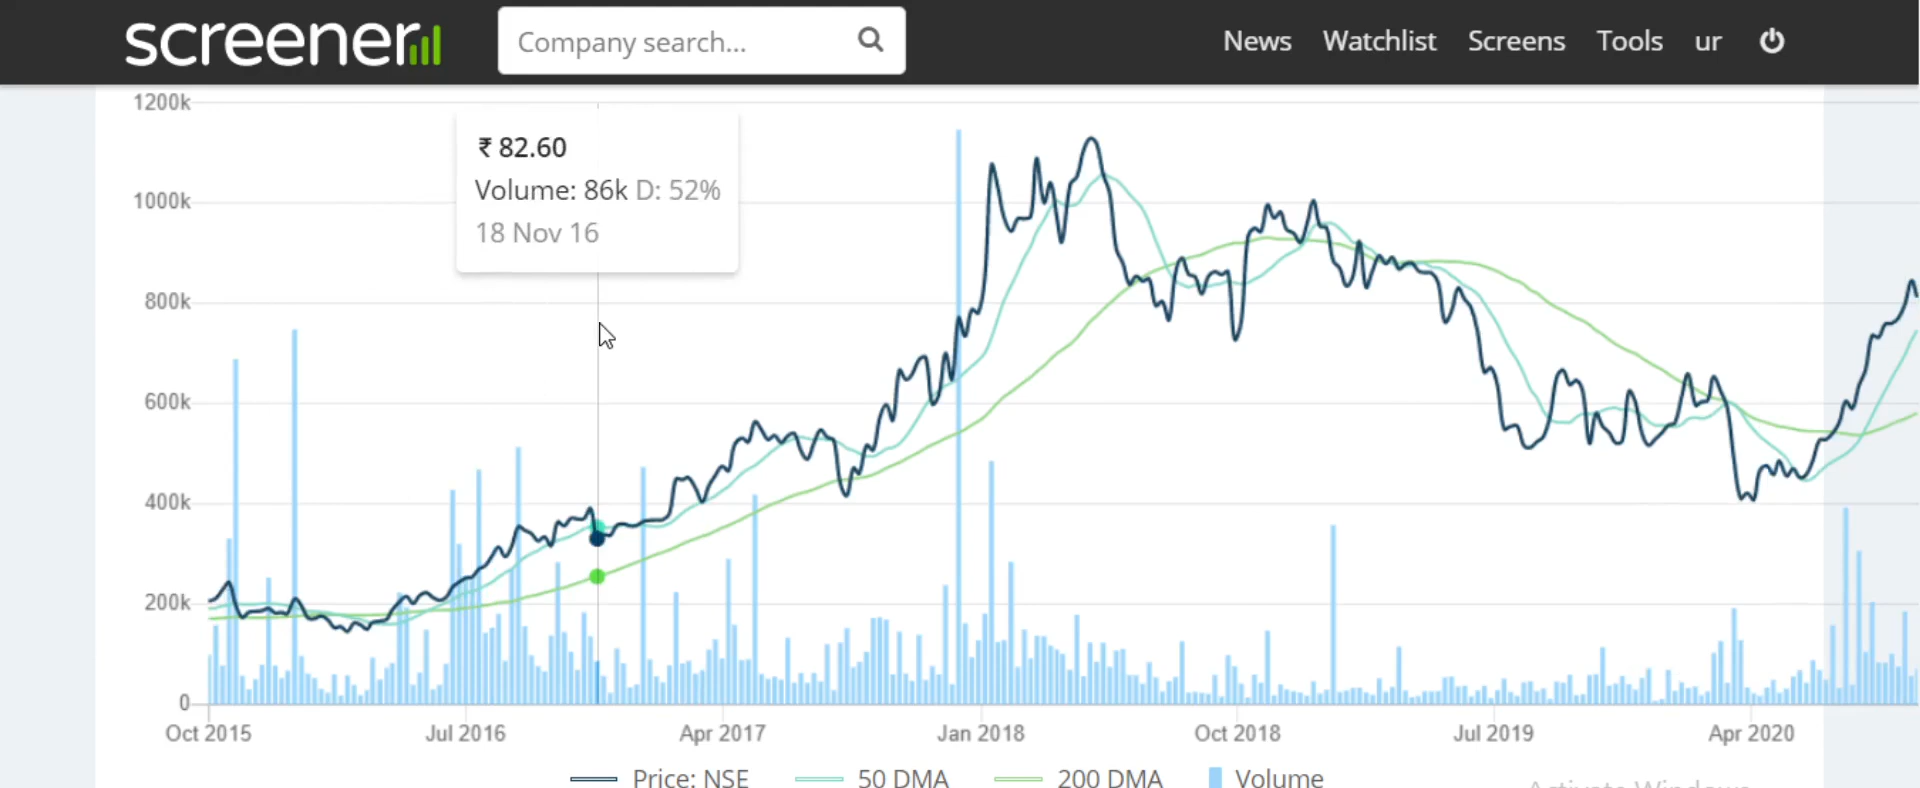 screener
Company search...
News Watchlist Screens Tools ur
1200k
₹ 82.60
Volume: 86k D: 52%
18 Nov 16
1000k
800k
600k
400k
200k
0
Oct 2015 Jul 2016 Apr 2017 Jan 2018 Oct 2018 Jul 2019 Apr 2020
Price: NSE 50 DMA 200 DMA Volume
Activate Windows